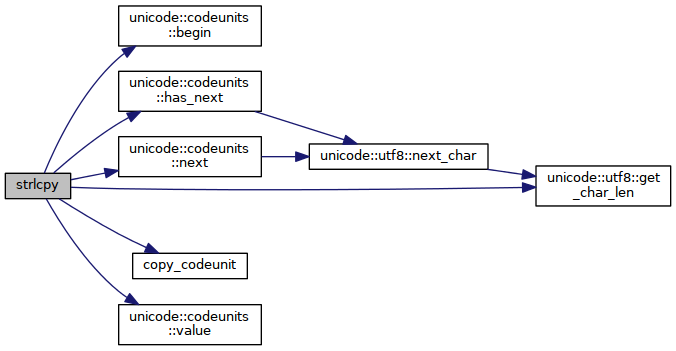 unicode::codeunits
::begin
unicode::codeunits
::has_next
unicode::codeunits
::next
unicode::utf8::next_char
unicode::utf8::get
_char_len
strlcpy
copy_codeunit
unicode::codeunits
::value